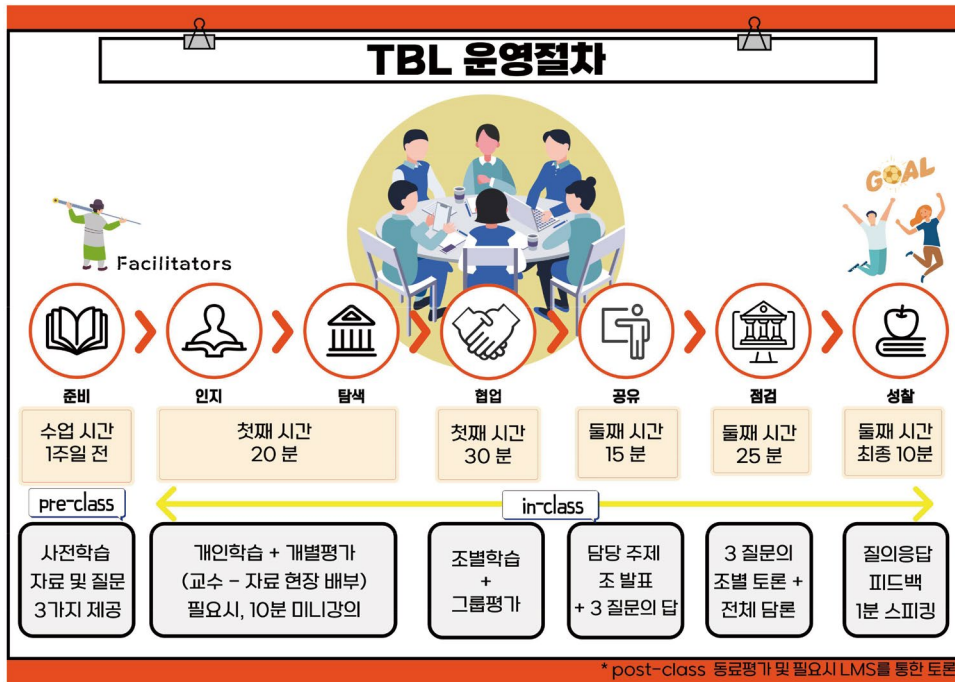 TBL 운영절차
GOAL
Facilitators
준비
인지
탐색
협업
공유
점검
성찰
수업 시간
1주일 전
첫째 시간
20 분
첫째 시간
30 분
둘째 시간
15 분
둘째 시간
25 분
둘째 시간
최종 10분
pre-class
in-class
사전학습
자료 및 질문
3가지 제공
개인학습 + 개별평가
(교수 - 자료 현장 배부)
필요시, 10분 미니강의
조별학습
+
그룹평가
담당 주제
조 발표
+ 3 질문의 답
3 질문의
조별 토론 +
전체 담론
질의응답
피드백
1분 스피킹
* post-class 동료평가 및 필요시 LMS를 통한 토론